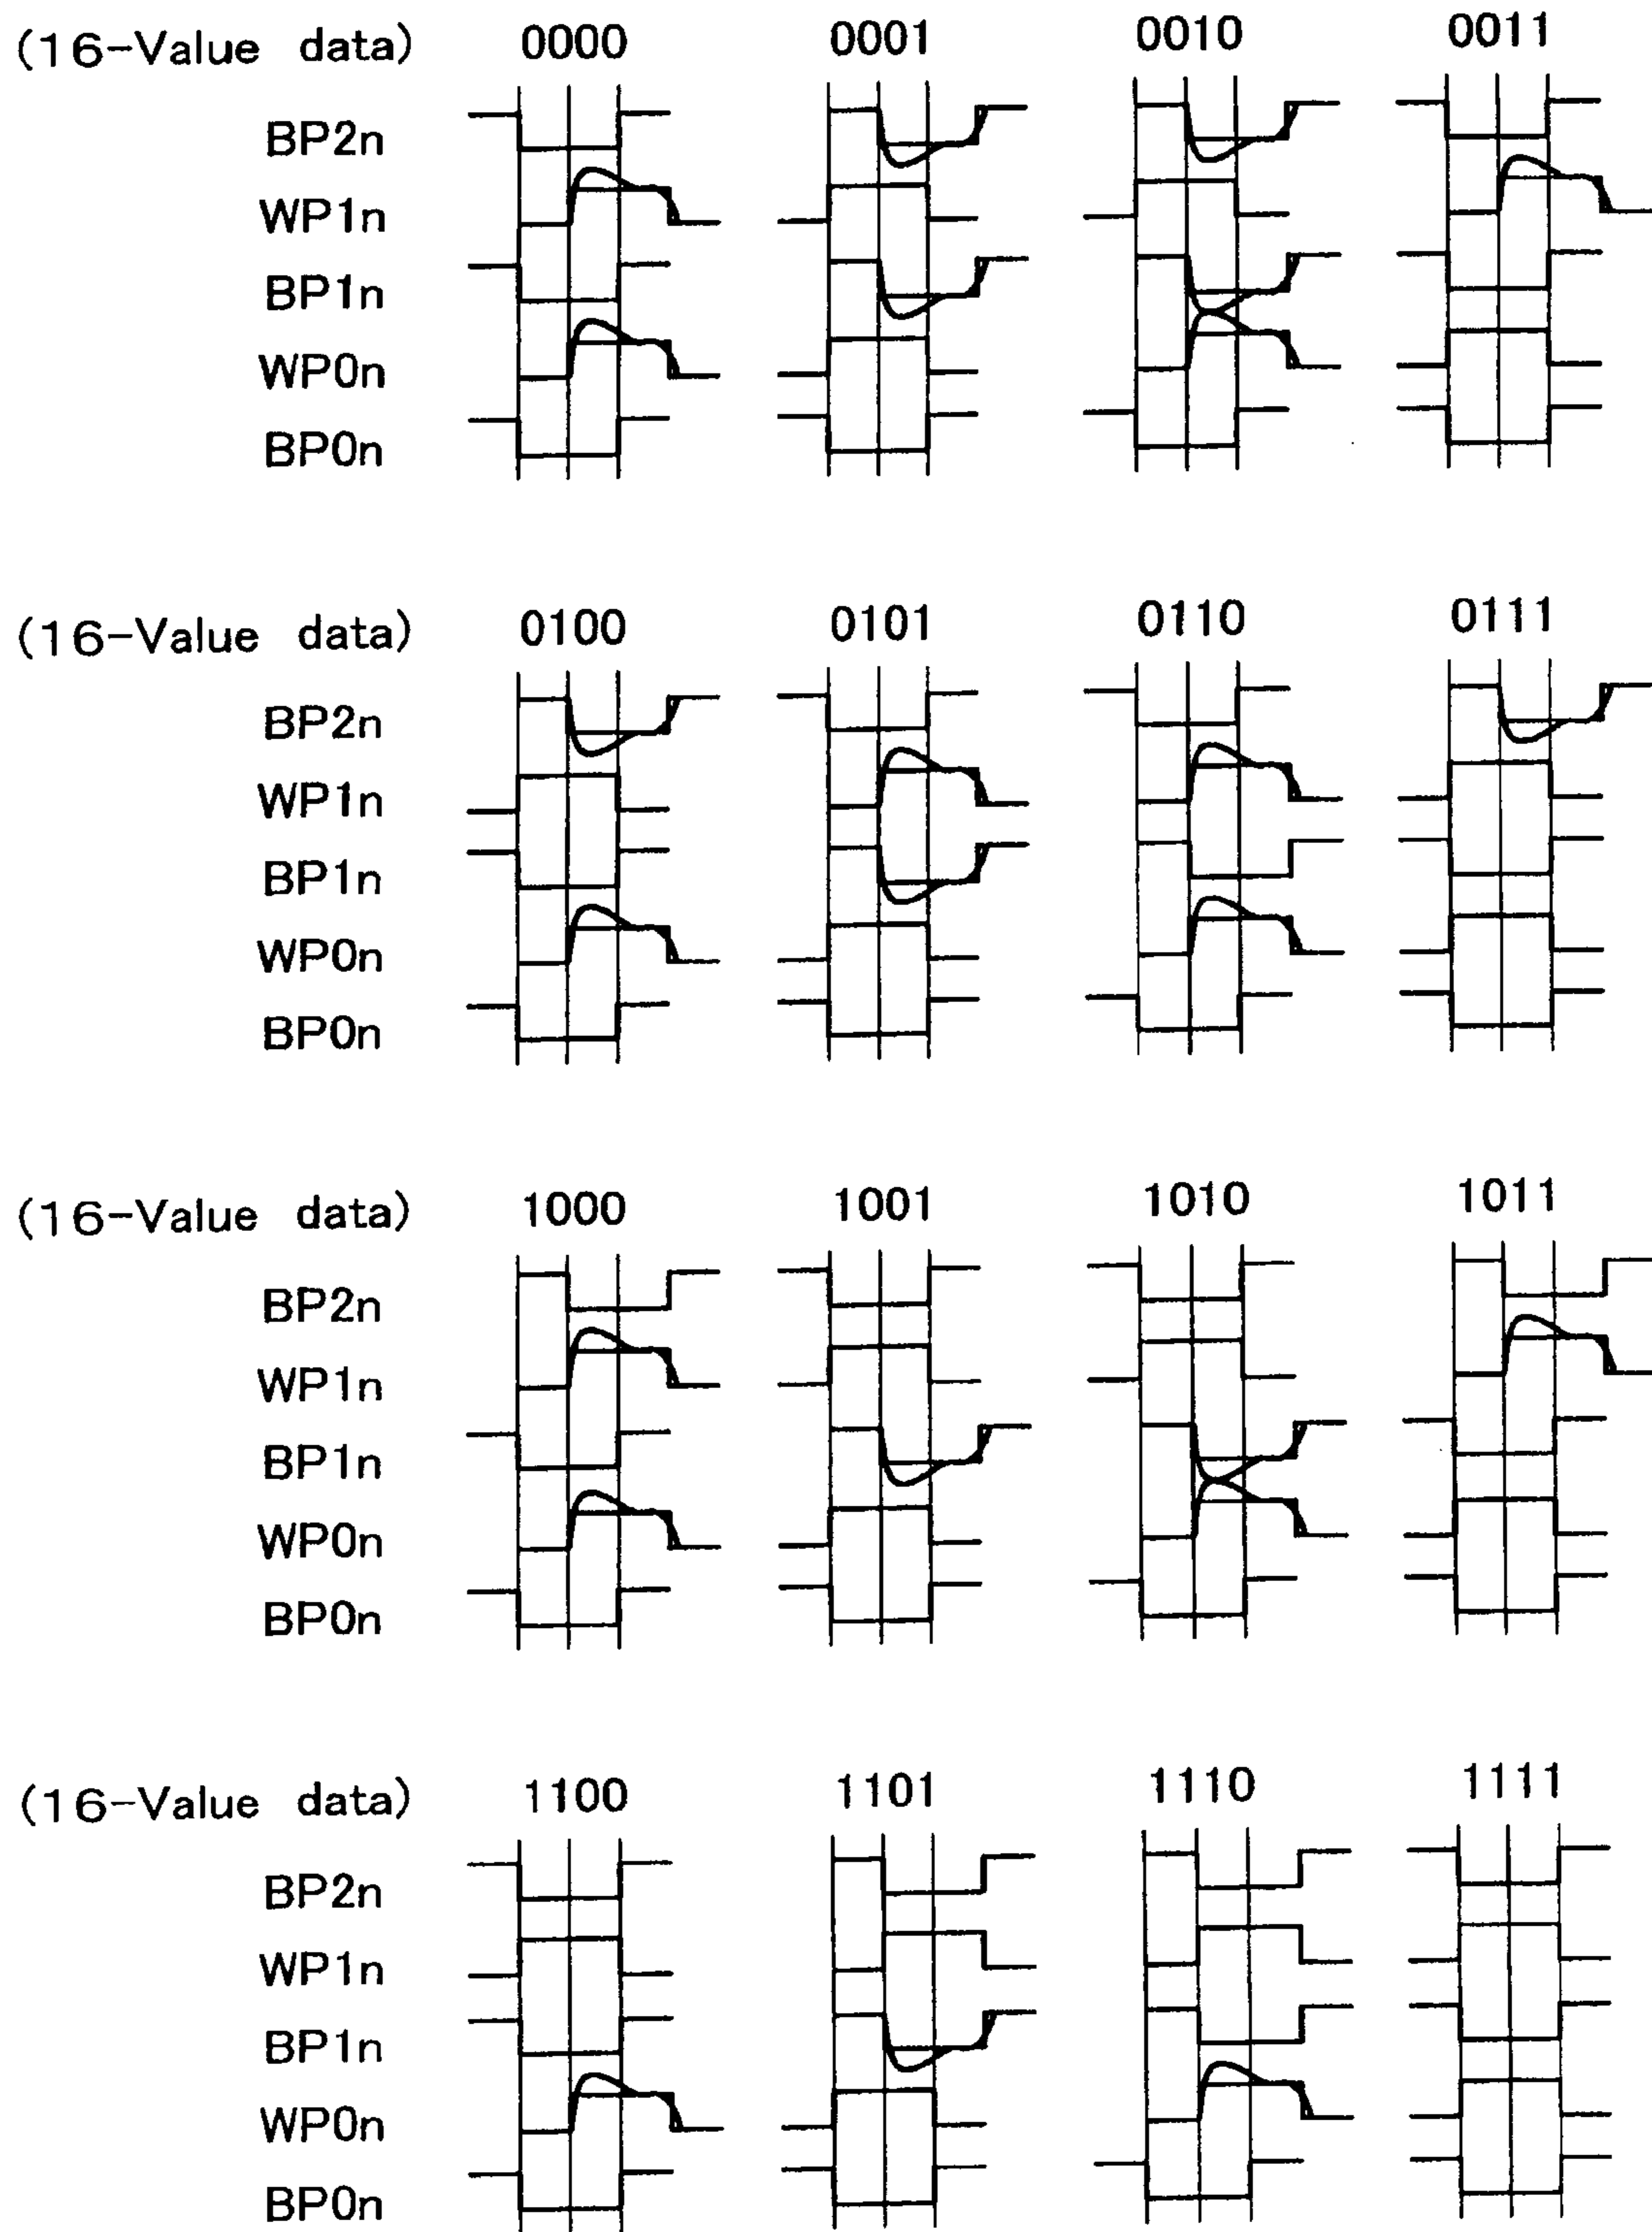 (16-Value data) 0000 0001 0010 0011
BP2n
WP1n
BP1n
WP0n
BP0n
(16-Value data) 0100 0101 0110 0111
BP2n
WP1n
BP1n
WP0n
BP0n
(16-Value data) 1000 1001 1010 1011
BP2n
WP1n
BP1n
WP0n
BP0n
(16-Value data) 1100 1101 1110 1111
BP2n
WP1n
BP1n
WP0n
BP0n